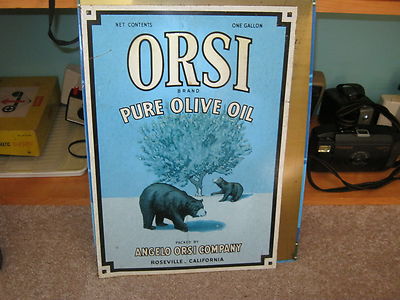 NET CONTENTS ONE GALLON
ORSI
BRAND
PURE OLIVE OIL
PACKED BY
ANGELO ORSI COMPANY
ROSEVILLE, CALIFORNIA